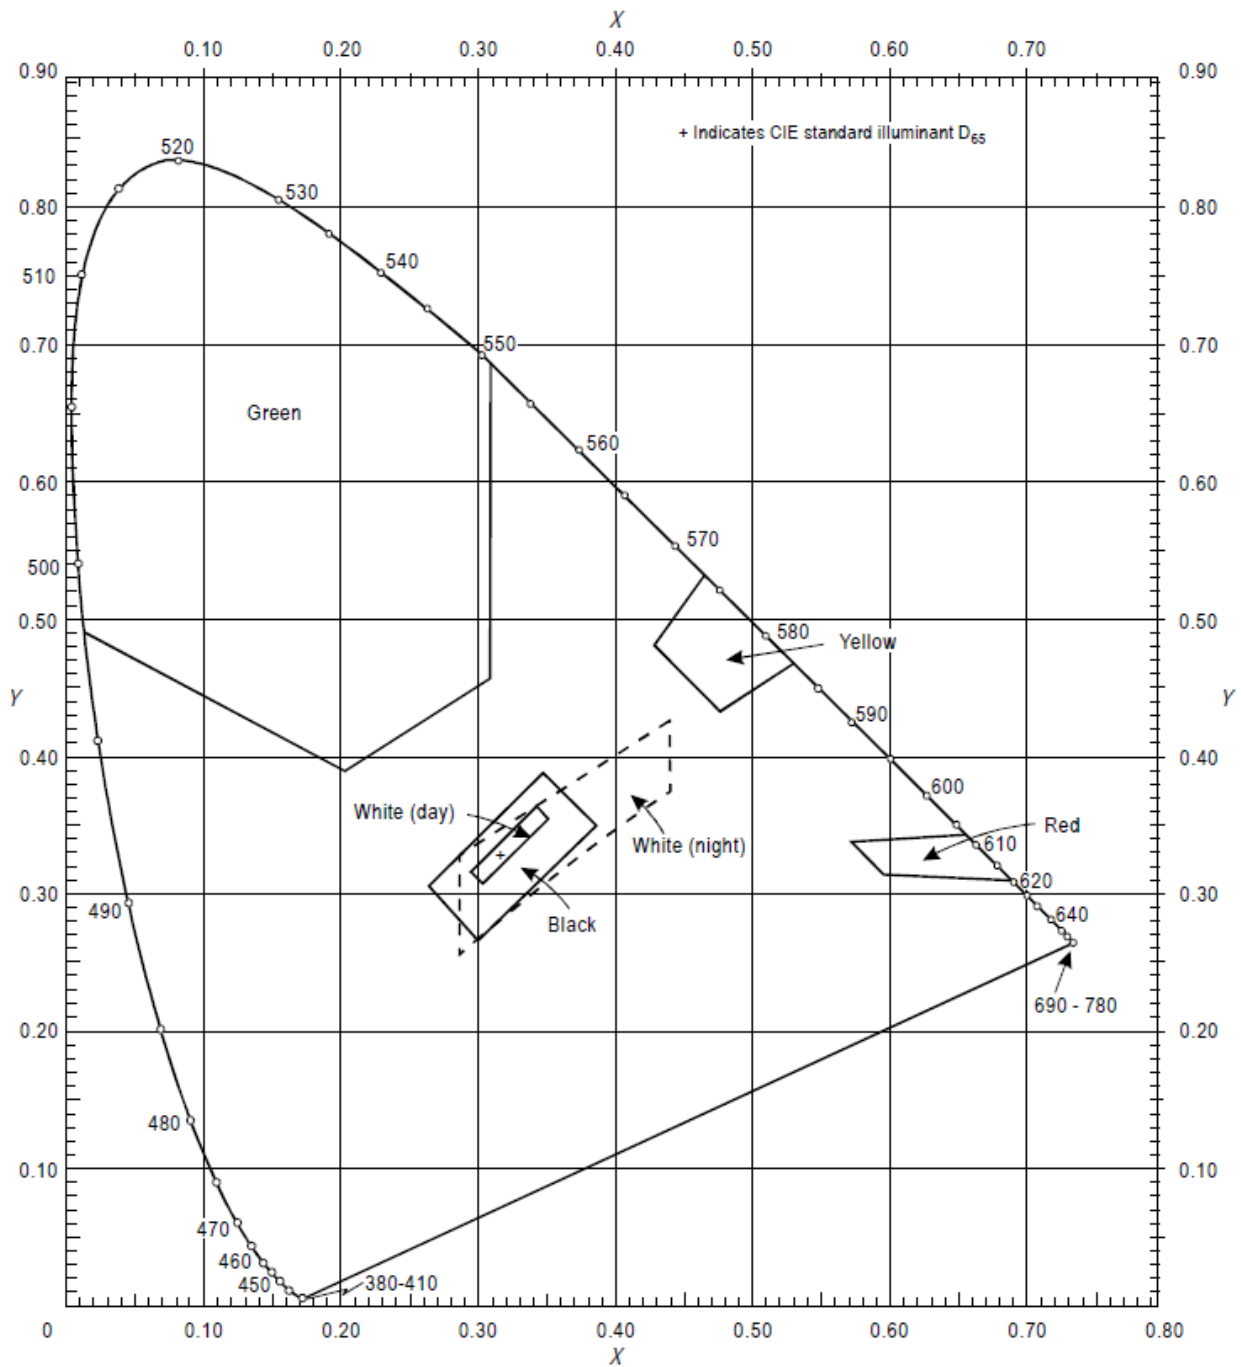 X
0.10 0.20 0.30 0.40 0.50 0.60 0.70
0.90 0.90
+ Indicates CIE standard illuminant D65
520
530
0.80 0.80
540
510
550
0.70 0.70
Green
560
0.60 0.60
570
500
0.50 0.50
580
Yellow
Y Y
590
0.40 0.40
600
White (day)
Red
White (night)
610
620
0.30 0.30
490
640
Black
690 - 780
0.20 0.20
480
0.10 0.10
470
460
450
380-410
0 0.10 0.20 0.30 0.40 0.50 0.60 0.70 0.80
X